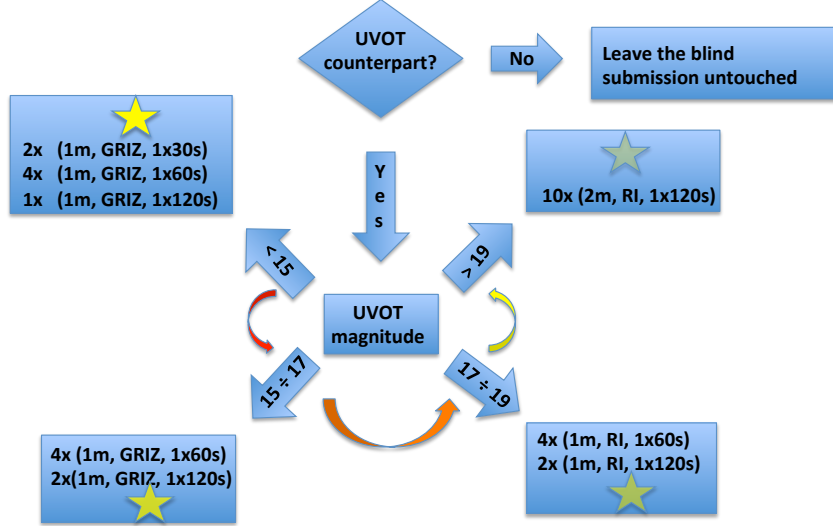 UVOT
counterpart?
No
Leave the blind
submission untouched
2x (1m, GRIZ, 1x30s)
4x (1m, GRIZ, 1x60s)
1x (1m, GRIZ, 1x120s)
Yes
10x (2m, RI, 1x120s)
< 15
> 19
UVOT
magnitude
15 ÷ 17
17 ÷ 19
4x (1m, GRIZ, 1x60s)
2x(1m, GRIZ, 1x120s)
4x (1m, RI, 1x60s)
2x (1m, RI, 1x120s)